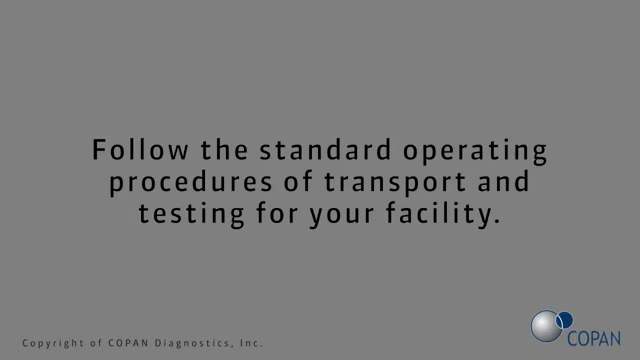 Follow the standard operating
procedures of transport and
testing for your facility.
COPAN
Copyright of COPAN Diagnostics, Inc.